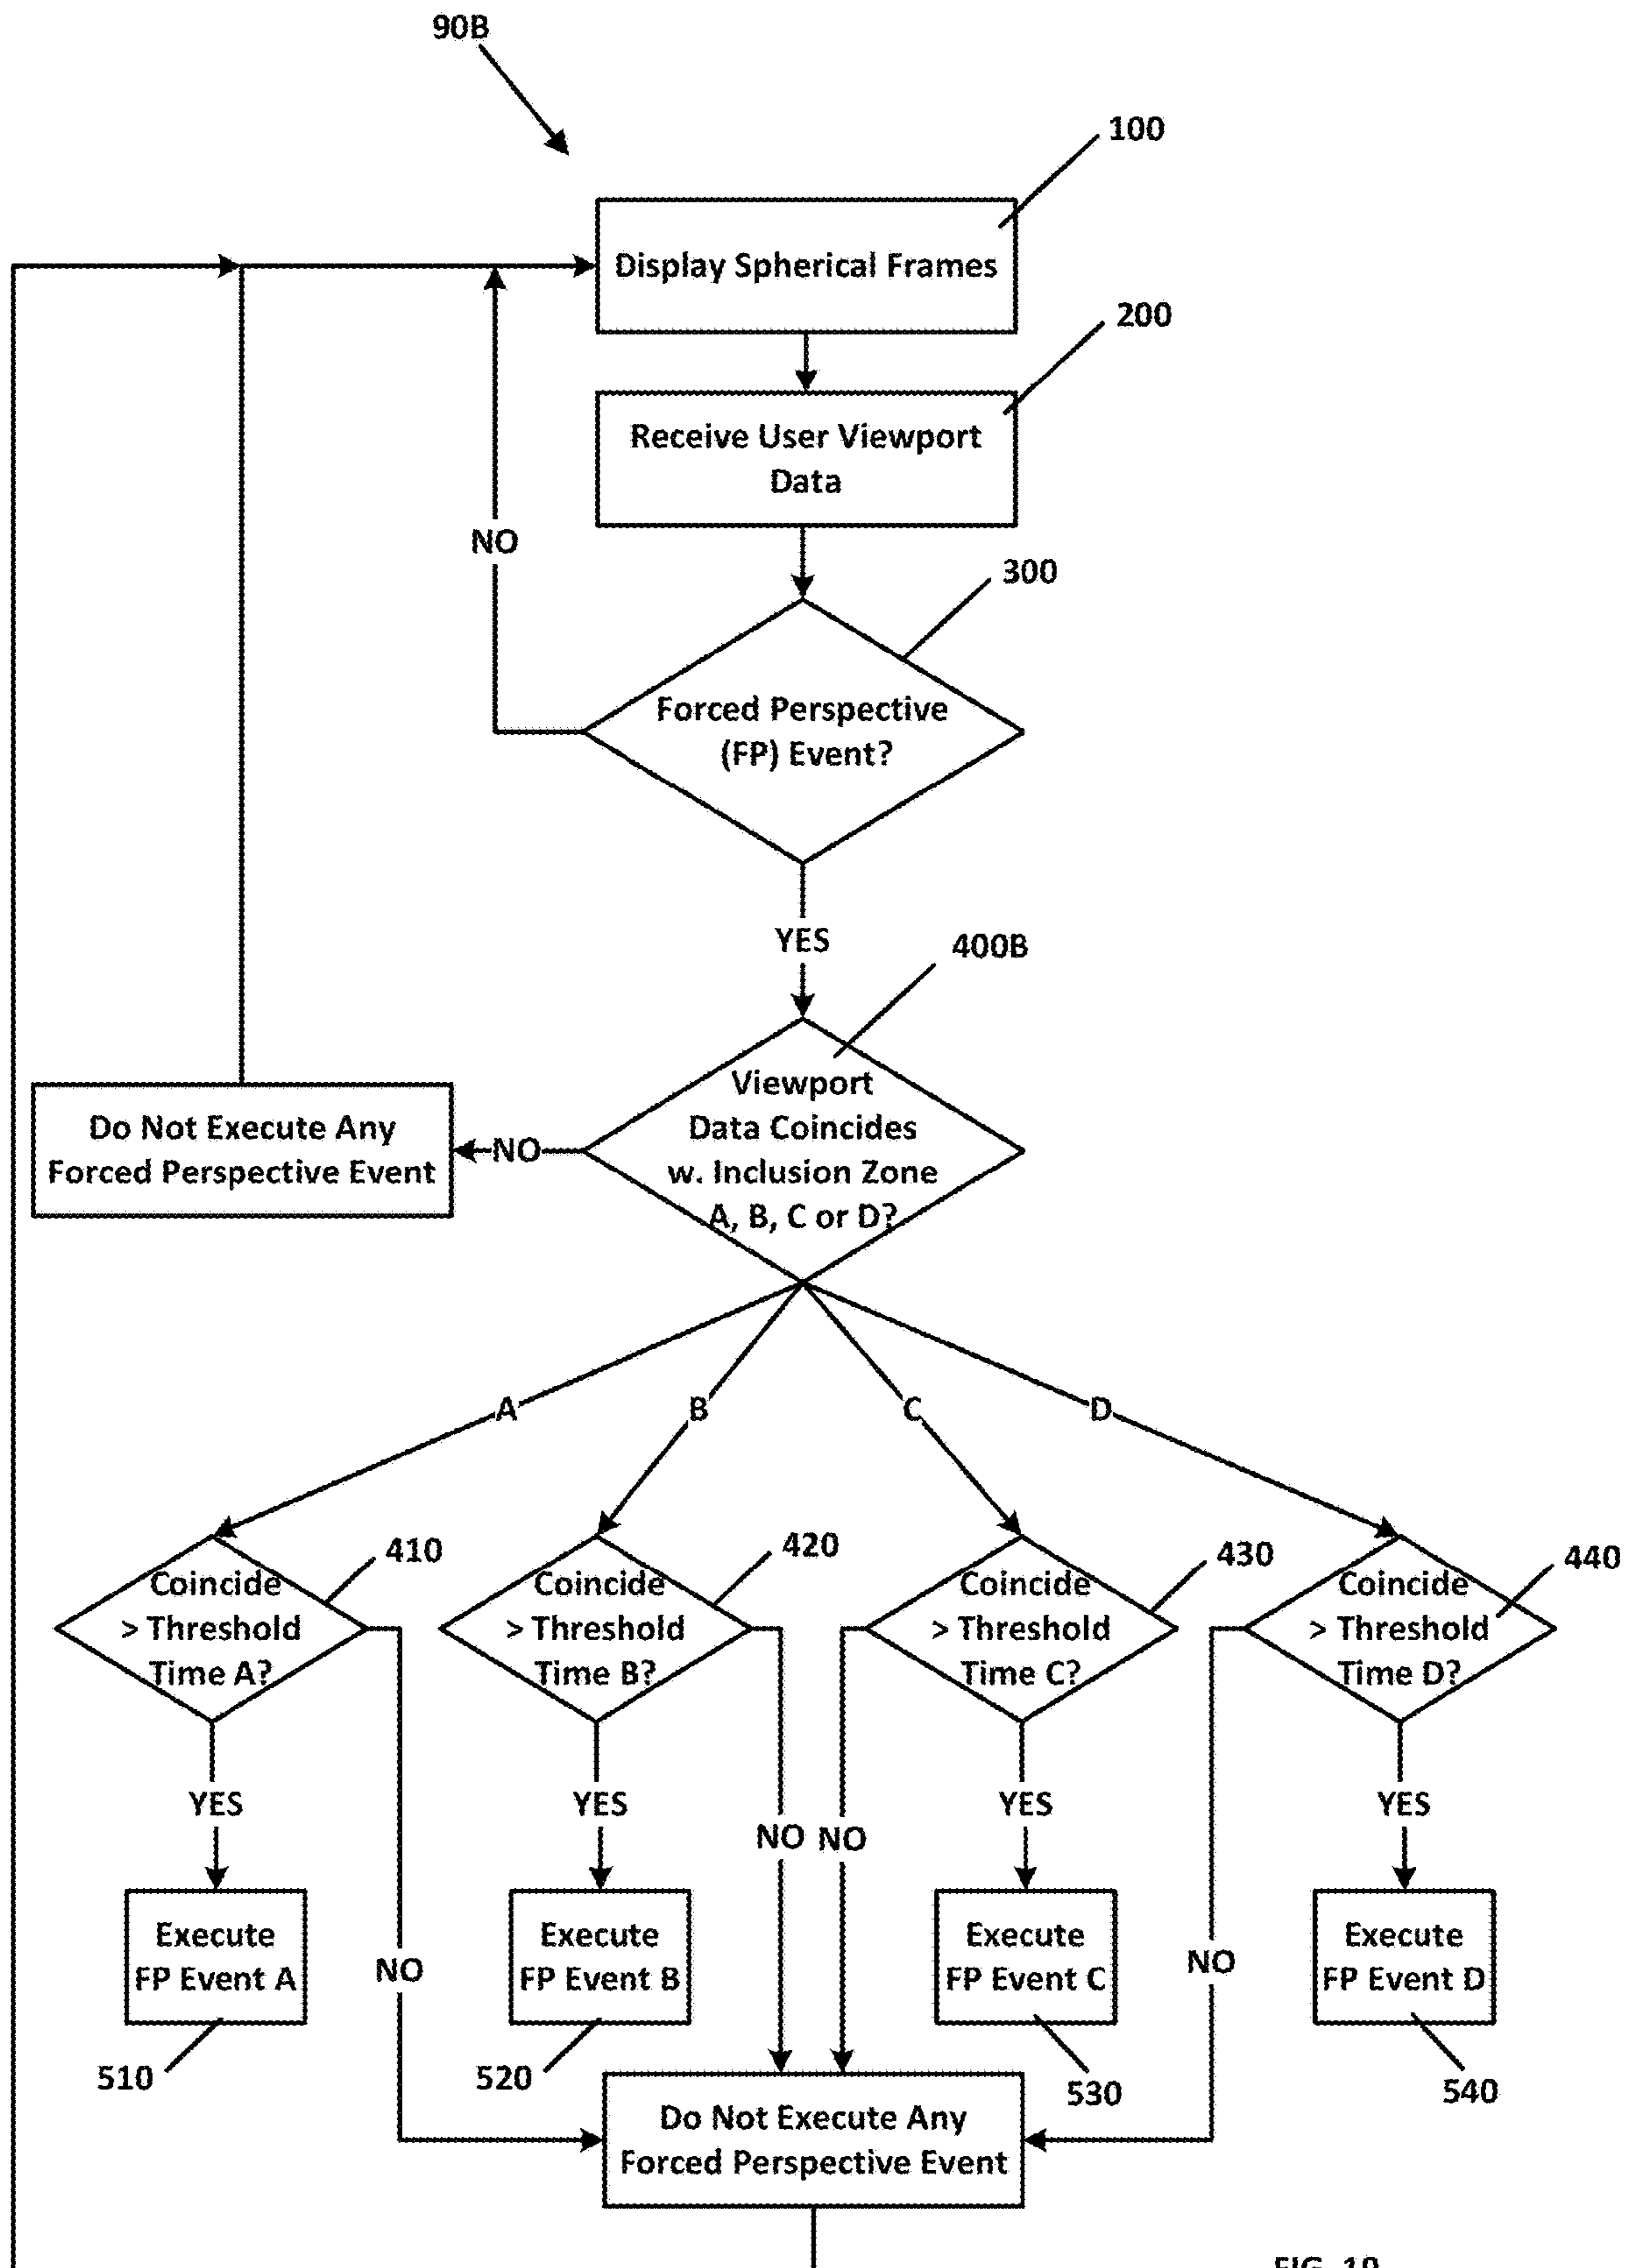 90B
100
Display Spherical Frames
200
Receive User Viewport
Data
NO
300
Forced Perspective
(FP) Event?
YES
400B
Viewport
Data Coincides
w. Inclusion Zone
A, B, C or D?
NO
Do Not Execute Any
Forced Perspective Event
A
B
C
D
410
Coincide
> Threshold
Time A?
420
Coincide
> Threshold
Time B?
430
Coincide
> Threshold
Time C?
440
Coincide
> Threshold
Time D?
YES
YES
YES
YES
NO
NO
NO
NO
Execute
FP Event A
Execute
FP Event B
Execute
FP Event C
Execute
FP Event D
510
520
530
540
Do Not Execute Any
Forced Perspective Event